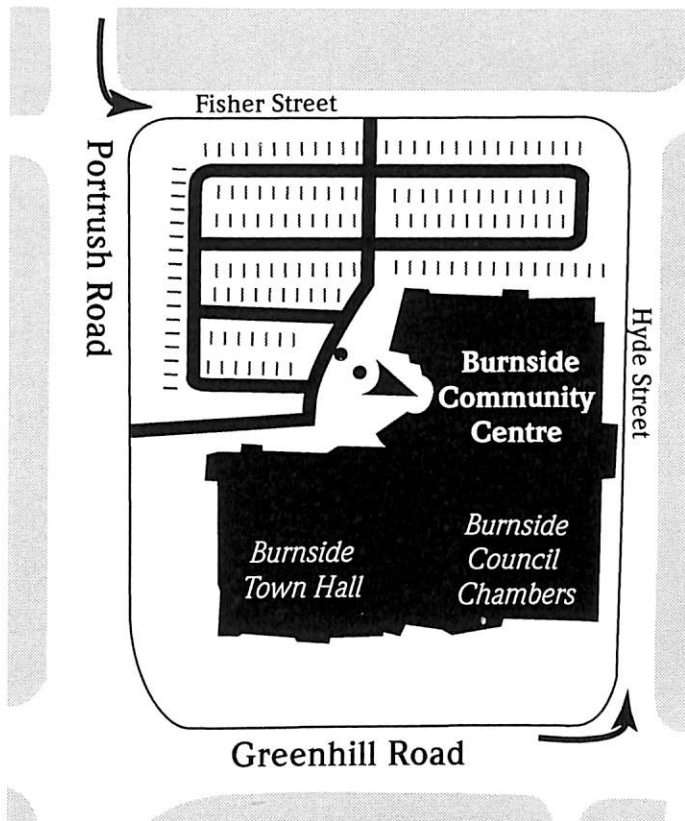 Fisher Street
Portrush Road
Hyde Street
Burnside
Community
Centre
Burnside
Town Hall
Burnside
Council
Chambers
Greenhill Road